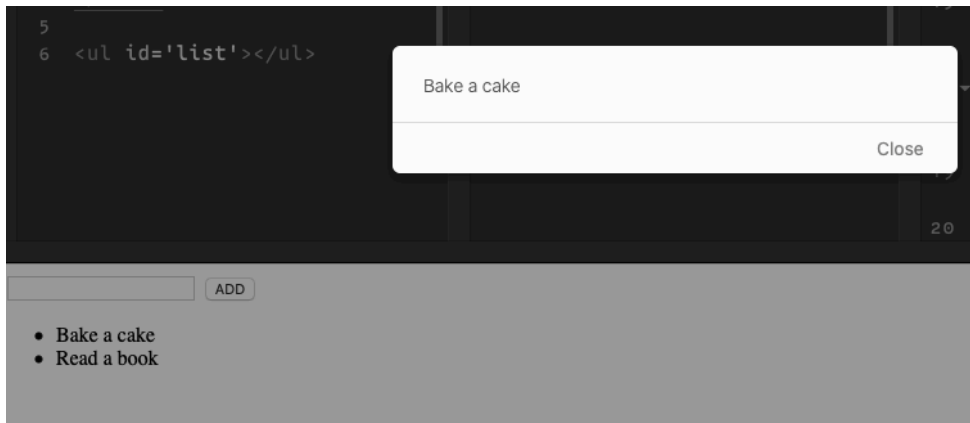 5
6 <ul id='list'></ul>
Bake a cake
Close
20
ADD
• Bake a cake
• Read a book